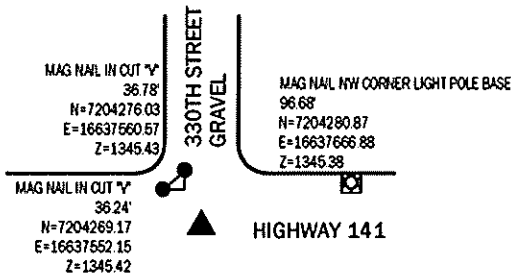 MAG NAIL IN CUT "V"
36.78'
N=7204276.03
E=16637560.57
Z=1345.43
330TH STREET
GRAVEL
MAG NAIL NW CORNER LIGHT POLE BASE
96.68'
N=7204280.87
E=16637666.88
Z=1345.38
MAG NAIL IN CUT "V"
36.24'
N=7204269.17
E=16637552.15
Z=1345.42
HIGHWAY 141